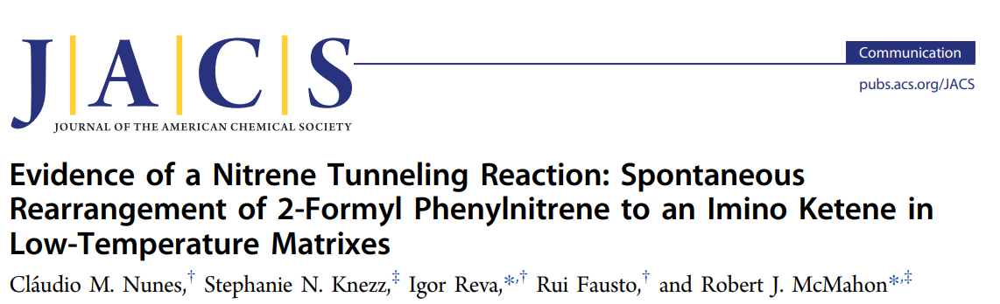 J|A|C|S
JOURNAL OF THE AMERICAN CHEMICAL SOCIETY
Communication
pubs.acs.org/JACS
Evidence of a Nitrene Tunneling Reaction: Spontaneous
Rearrangement of 2-Formyl Phenylnitrene to an Imino Ketene in
Low-Temperature Matrixes
Cláudio M. Nunes,† Stephanie N. Knezz,‡ Igor Reva,*,† Rui Fausto,† and Robert J. McMahon*,‡